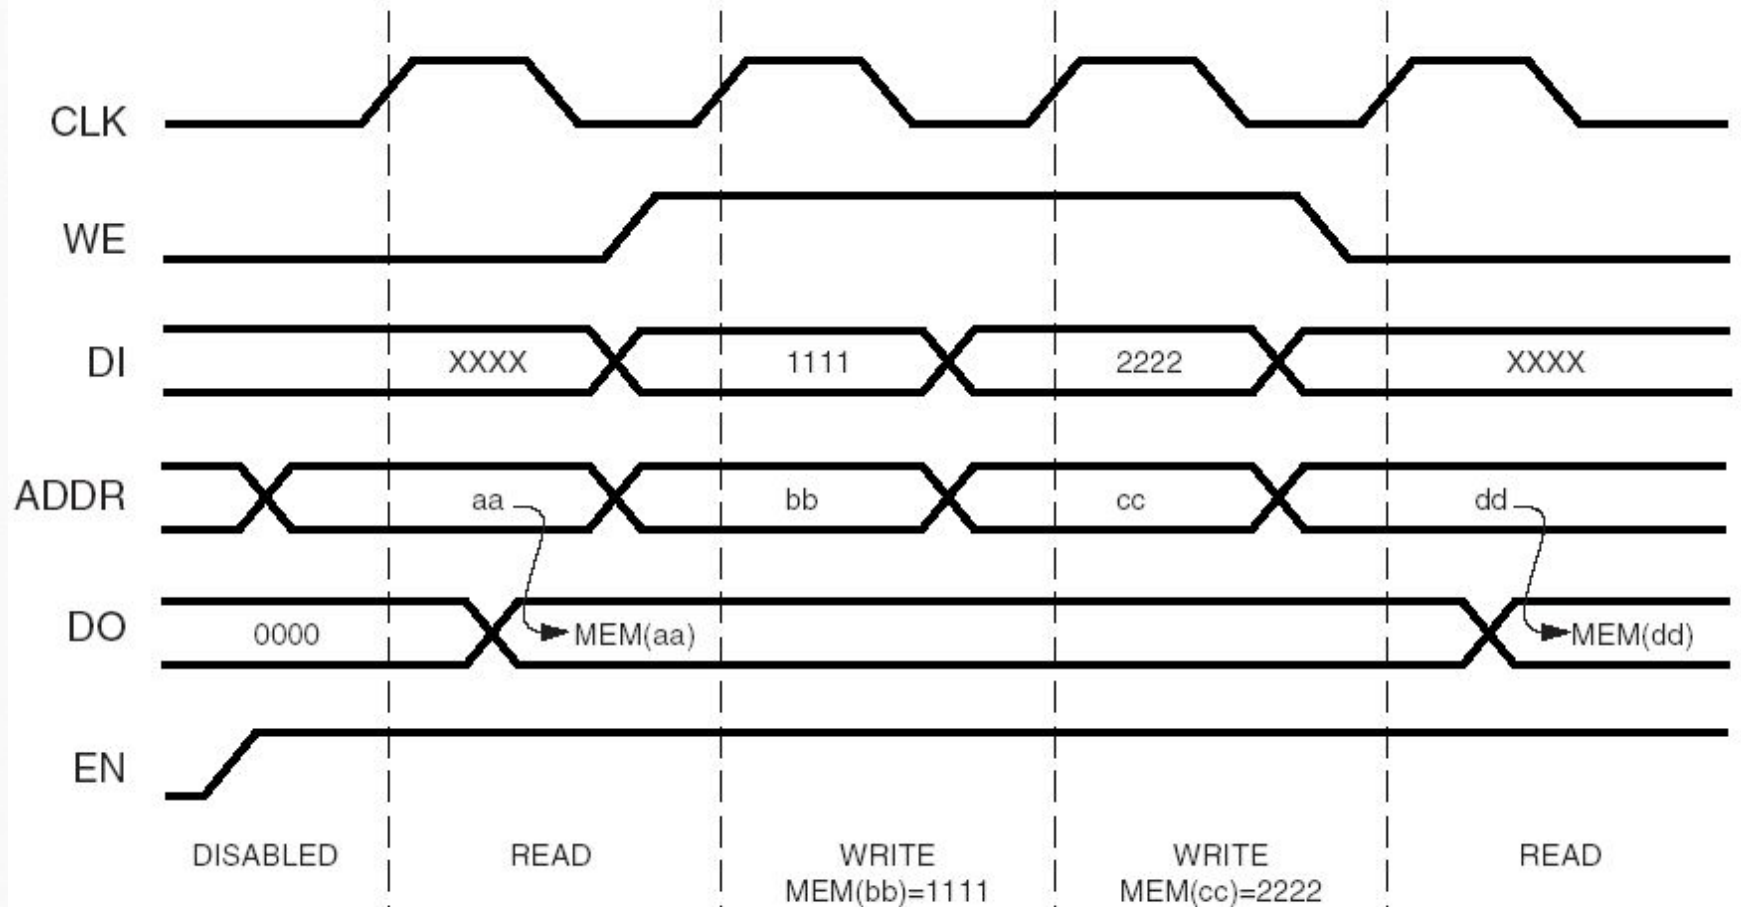 CLK
WE
DI XXXX 1111 2222 XXXX
ADDR aa bb cc dd
DO 0000 MEM(aa) MEM(dd)
EN
DISABLED READ WRITE WRITE READ
MEM(bb)=1111 MEM(cc)=2222